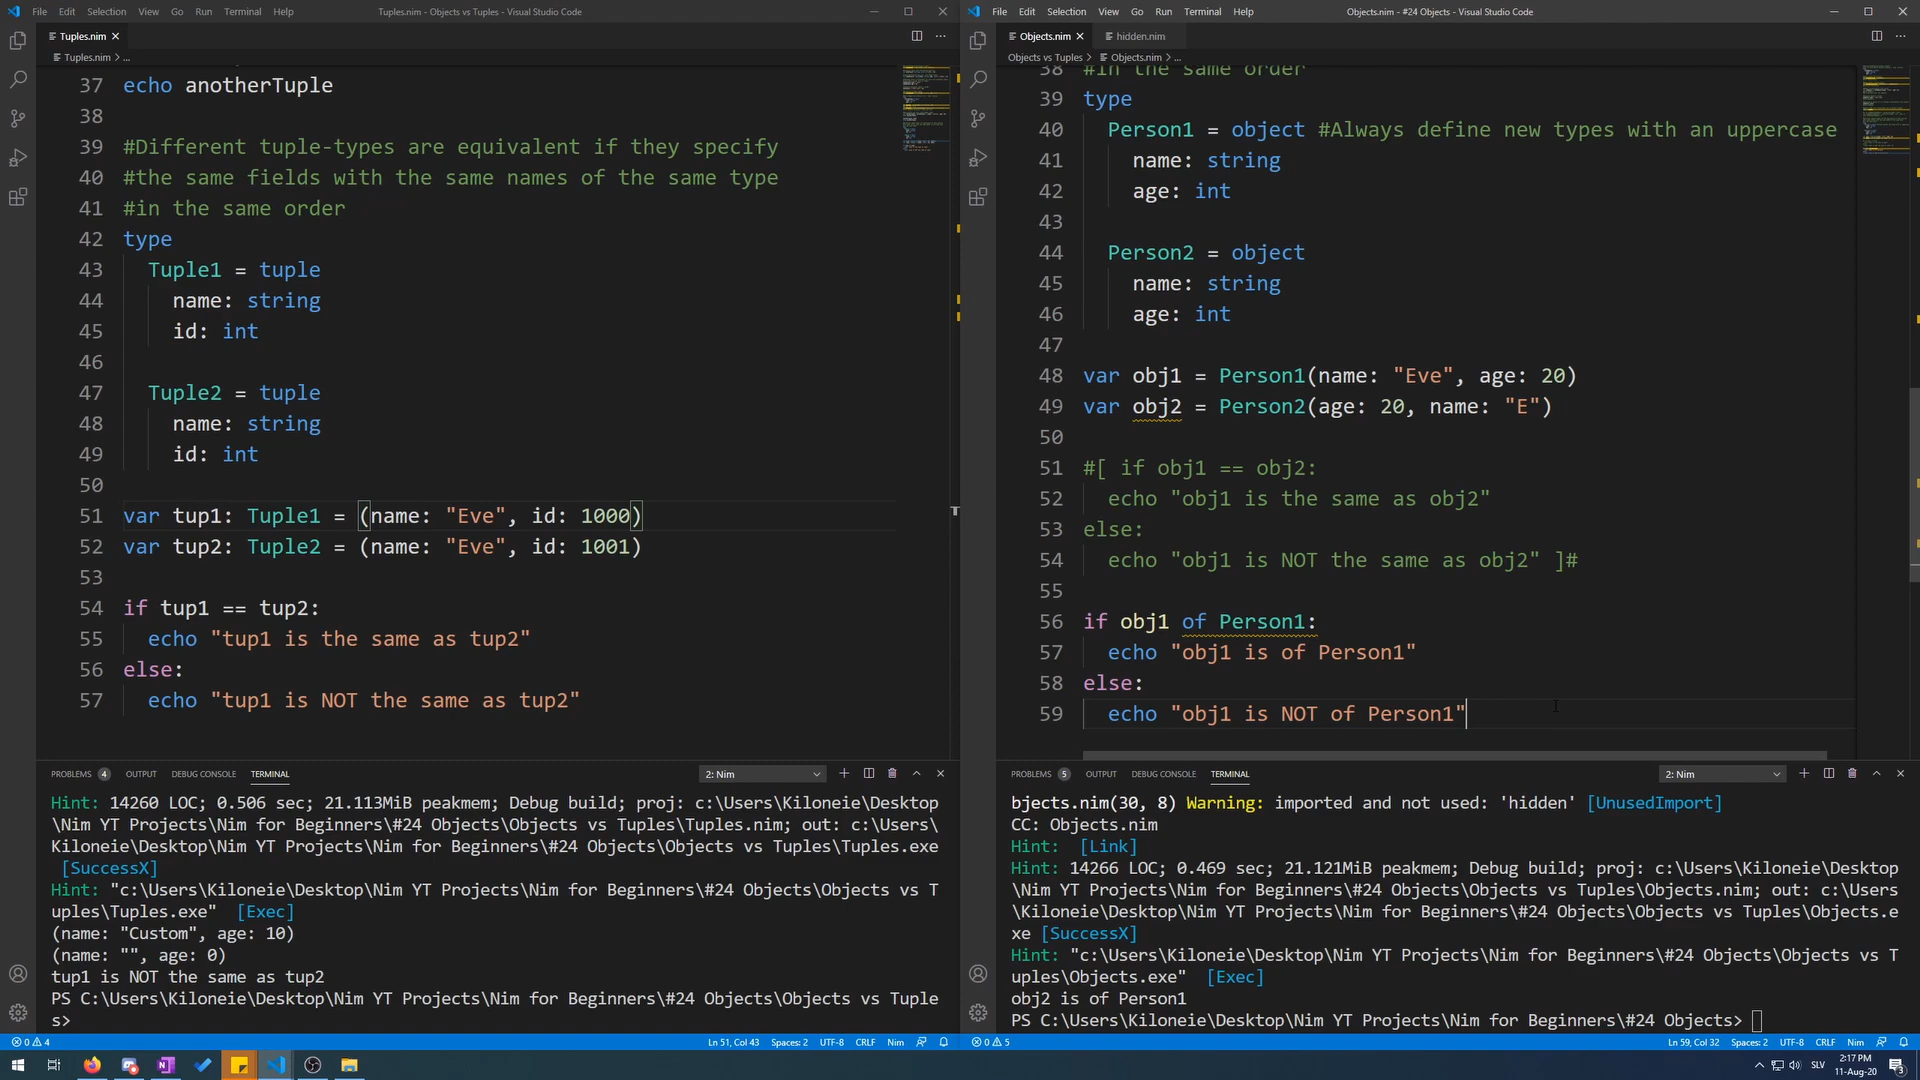 File Edit Selection View Go Run Terminal Help
Tuples.nim - Objects vs Tuples - Visual Studio Code
Tuples.nim
Tuples.nim > ...
37 echo anotherTuple
38
39 #Different tuple-types are equivalent if they specify
40 #the same fields with the same names of the same type
41 #in the same order
42 type
43 Tuple1 = tuple
44 name: string
45 id: int
46
47 Tuple2 = tuple
48 name: string
49 id: int
50
51 var tup1: Tuple1 = (name: "Eve", id: 1000)
52 var tup2: Tuple2 = (name: "Eve", id: 1001)
53
54 if tup1 == tup2:
55 echo "tup1 is the same as tup2"
56 else:
57 echo "tup1 is NOT the same as tup2"
PROBLEMS 4 OUTPUT DEBUG CONSOLE TERMINAL 2: Nim
Hint: 14260 LOC; 0.506 sec; 21.113MiB peakmem; Debug build; proj: c:\Users\Kiloneie\Desktop
\Nim YT Projects\Nim for Beginners\#24 Objects\Objects vs Tuples\Tuples.nim; out: c:\Users\
Kiloneie\Desktop\Nim YT Projects\Nim for Beginners\#24 Objects\Objects vs Tuples\Tuples.exe
[SuccessX]
Hint: "c:\Users\Kiloneie\Desktop\Nim YT Projects\Nim for Beginners\#24 Objects\Objects vs T
uples\Tuples.exe" [Exec]
(name: "Custom", age: 10)
(name: "", age: 0)
tup1 is NOT the same as tup2
PS C:\Users\Kiloneie\Desktop\Nim YT Projects\Nim for Beginners\#24 Objects\Objects vs Tuple
s>
0 4 Ln 51, Col 43 Spaces: 2 UTF-8 CRLF Nim
File Edit Selection View Go Run Terminal Help
Objects.nim - #24 Objects - Visual Studio Code
Objects.nim hidden.nim
Objects vs Tuples > Objects.nim > ...
38 #in the same order
39 type
40 Person1 = object #Always define new types with an uppercase
41 name: string
42 age: int
43
44 Person2 = object
45 name: string
46 age: int
47
48 var obj1 = Person1(name: "Eve", age: 20)
49 var obj2 = Person2(age: 20, name: "E")
50
51 #[ if obj1 == obj2:
52 echo "obj1 is the same as obj2"
53 else:
54 echo "obj1 is NOT the same as obj2" ]#
55
56 if obj1 of Person1:
57 echo "obj1 is of Person1"
58 else:
59 echo "obj1 is NOT of Person1"
PROBLEMS 5 OUTPUT DEBUG CONSOLE TERMINAL 2: Nim
bjects.nim(30, 8) Warning: imported and not used: 'hidden' [UnusedImport]
CC: Objects.nim
Hint: [Link]
Hint: 14266 LOC; 0.469 sec; 21.121MiB peakmem; Debug build; proj: c:\Users\Kiloneie\Desktop
\Nim YT Projects\Nim for Beginners\#24 Objects\Objects vs Tuples\Objects.nim; out: c:\Users
\Kiloneie\Desktop\Nim YT Projects\Nim for Beginners\#24 Objects\Objects vs Tuples\Objects.e
xe [SuccessX]
Hint: "c:\Users\Kiloneie\Desktop\Nim YT Projects\Nim for Beginners\#24 Objects\Objects vs T
uples\Objects.exe" [Exec]
obj2 is of Person1
PS C:\Users\Kiloneie\Desktop\Nim YT Projects\Nim for Beginners\#24 Objects>
0 5 Ln 59, Col 32 Spaces: 2 UTF-8 CRLF Nim
SLV 2:17 PM
11-Aug-20 3